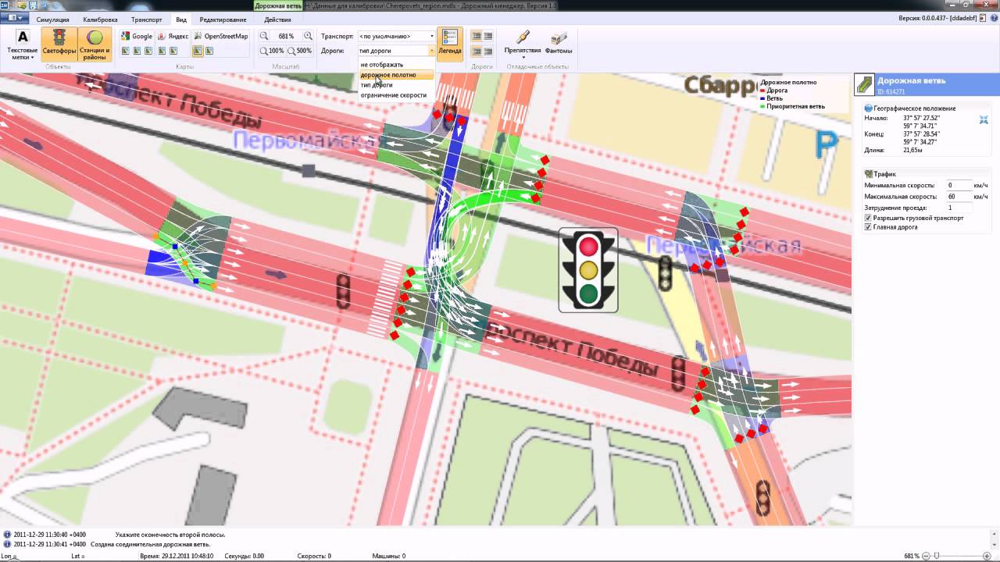 Дорожная ветвь
H:\Данные для калибровки\Cherepovets_region.mdlx - Дорожный менеджер. Версия 1.0
Симуляция Калибровка Транспорт Вид Редактирование Действия
Версия: 0.0.0.437- [ddadebf]
Текстовые метки
Светофоры
Станции и районы
Объекты
Google Яндекс OpenStreetMap
Карты
681%
100% 500%
Масштаб
Транспорт: <по умолчанию>
Дороги: тип дороги
не отображать
дорожное полотно
тип дороги
ограничение скорости
Легенда
Дороги
Препятствия Фантомы
Отладочные объекты
Проспект Победы
Первомайская
Сбарр
Дорожное полотно
Дорога
Ветвь
Приоритетная ветвь
P
Первомайская
Проспект Победы
Дорожная ветвь
ID: 614271
Географическое положение
Начало: 37° 57' 27.52"
59° 7' 34.71"
Конец: 37° 57' 28.54"
59° 7' 34.27"
Длина: 21,65м
Трафик
Минимальная скорость: 0 км/ч
Максимальная скорость: 60 км/ч
Затруднение проезда: 1
Разрешить грузовой транспорт
Главная дорога
2011-12-29 11:30:40 +0400 Укажите оконечность второй полосы.
2011-12-29 11:30:41 +0400 Создана соединительная дорожная ветвь.
Lon = Lat = Время: 29.12.2011 10:48:10 Секунды: 0.00 Скорость: 0 Машины: 0 681%